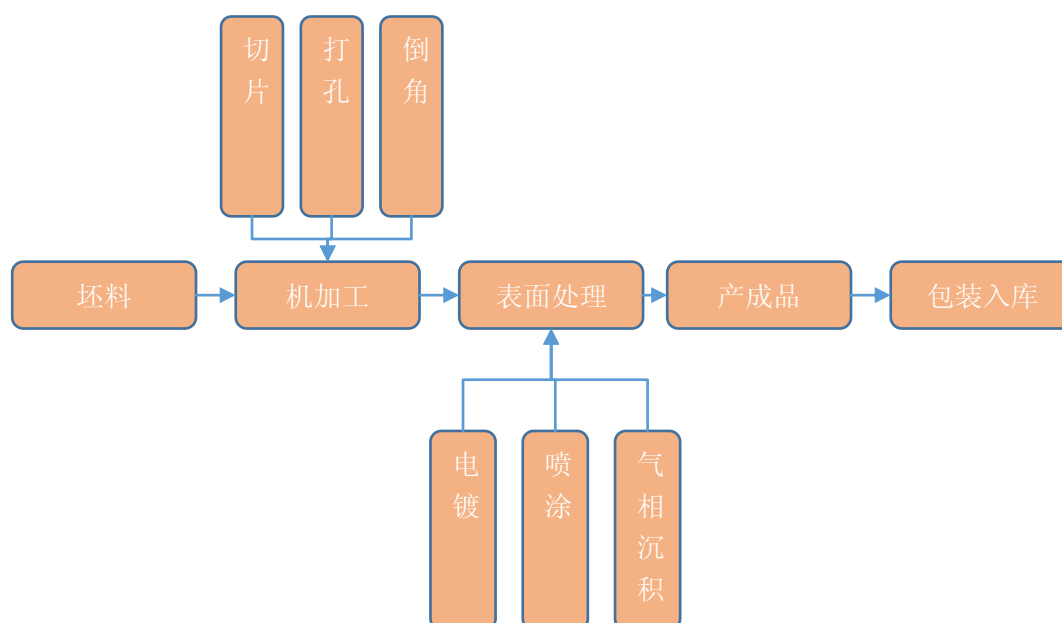 切片
打孔
倒角
坯料
机加工
表面处理
产成品
包装入库
电镀
喷涂
气相沉积